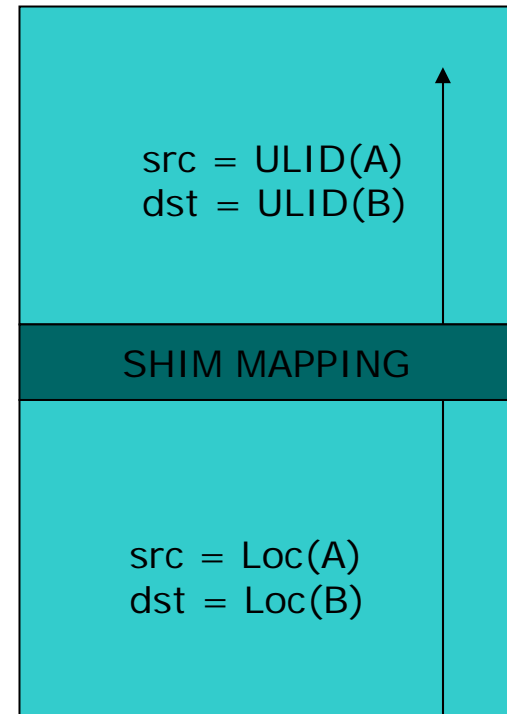 src = ULID(A)
dst = ULID(B)
SHIM MAPPING
src = Loc(A)
dst = Loc(B)